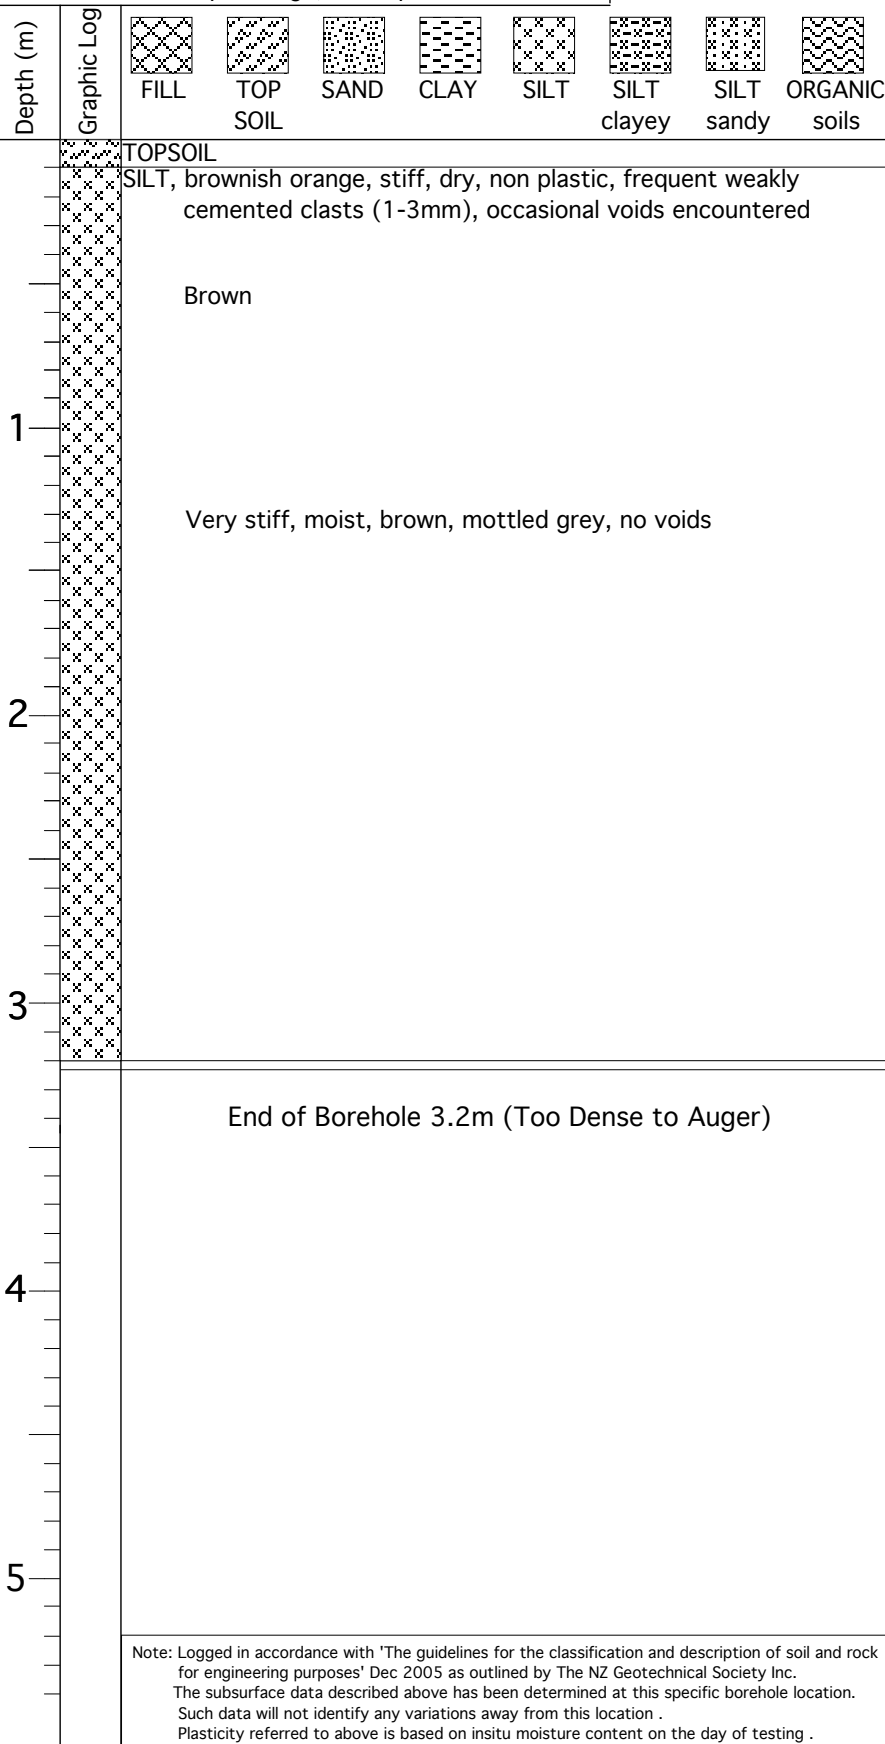 Depth (m)
Graphic Log
FILL
TOP
SOIL
SAND
CLAY
SILT
SILT
clayey
SILT
sandy
ORGANIC
soils
TOPSOIL
SILT, brownish orange, stiff, dry, non plastic, frequent weakly
cemented clasts (1-3mm), occasional voids encountered
Brown
1
Very stiff, moist, brown, mottled grey, no voids
2
3
End of Borehole 3.2m (Too Dense to Auger)
4
5
Note: Logged in accordance with 'The guidelines for the classification and description of soil and rock
for engineering purposes' Dec 2005 as outlined by The NZ Geotechnical Society Inc.
The subsurface data described above has been determined at this specific borehole location.
Such data will not identify any variations away from this location .
Plasticity referred to above is based on insitu moisture content on the day of testing .